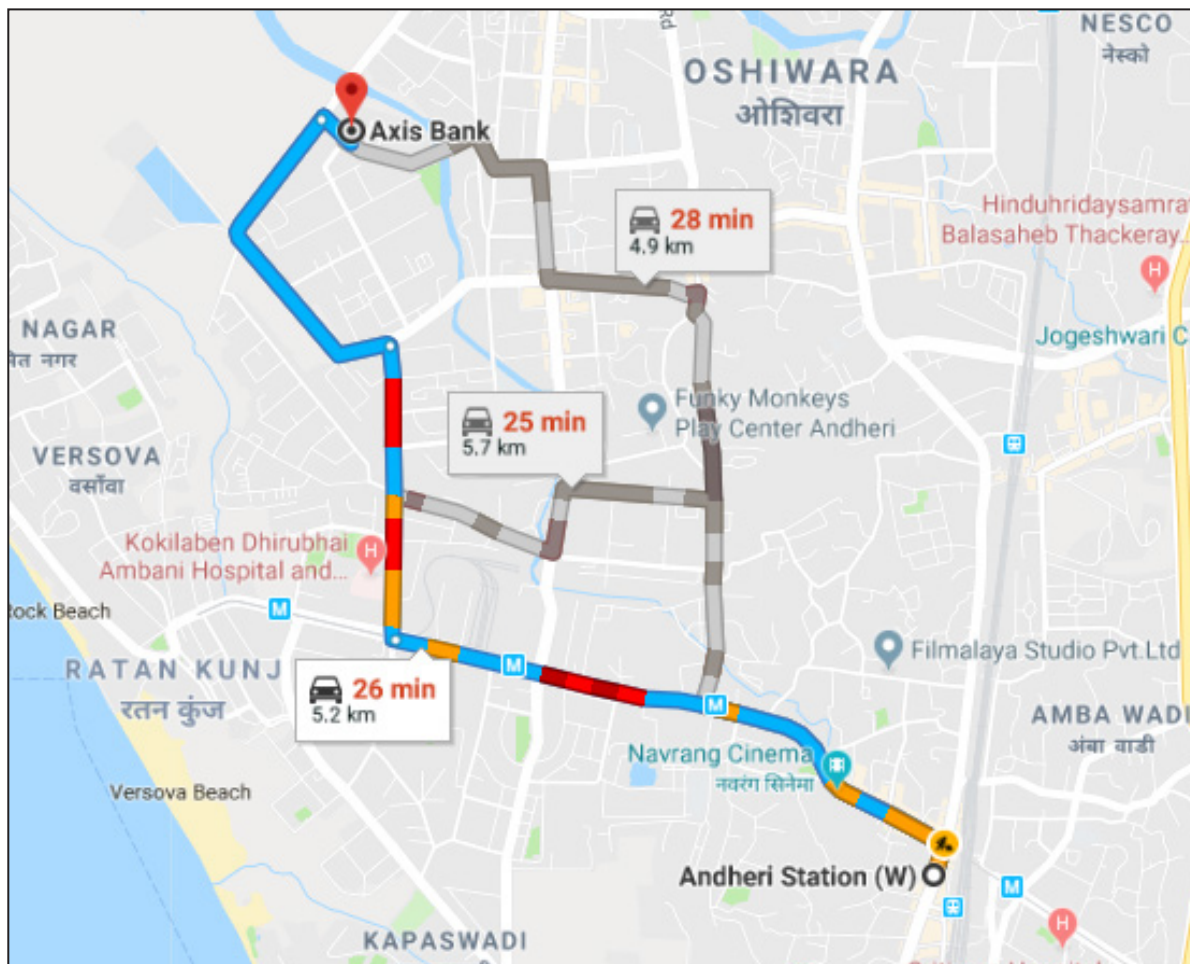 NESCO
नेस्को
Rd
OSHIWARA
ओशिवरा
Axis Bank
28 min
4.9 km
Hinduhridaysamrat
Balasaheb Thackeray...
H
NAGAR
नगर
Jogeshwari C
25 min
5.7 km
Funky Monkeys
Play Center Andheri
VERSOVA
वर्सोवा
Kokilaben Dhirubhai
Ambani Hospital and...
H
Rock Beach
M
M
Filmalaya Studio Pvt.Ltd
RATAN KUNJ
रतन कुंज
26 min
5.2 km
M
AMBA WADI
अंबा वाडी
Navrang Cinema
नवरंग सिनेमा
Versova Beach
Andheri Station (W)
M
H
KAPASWADI